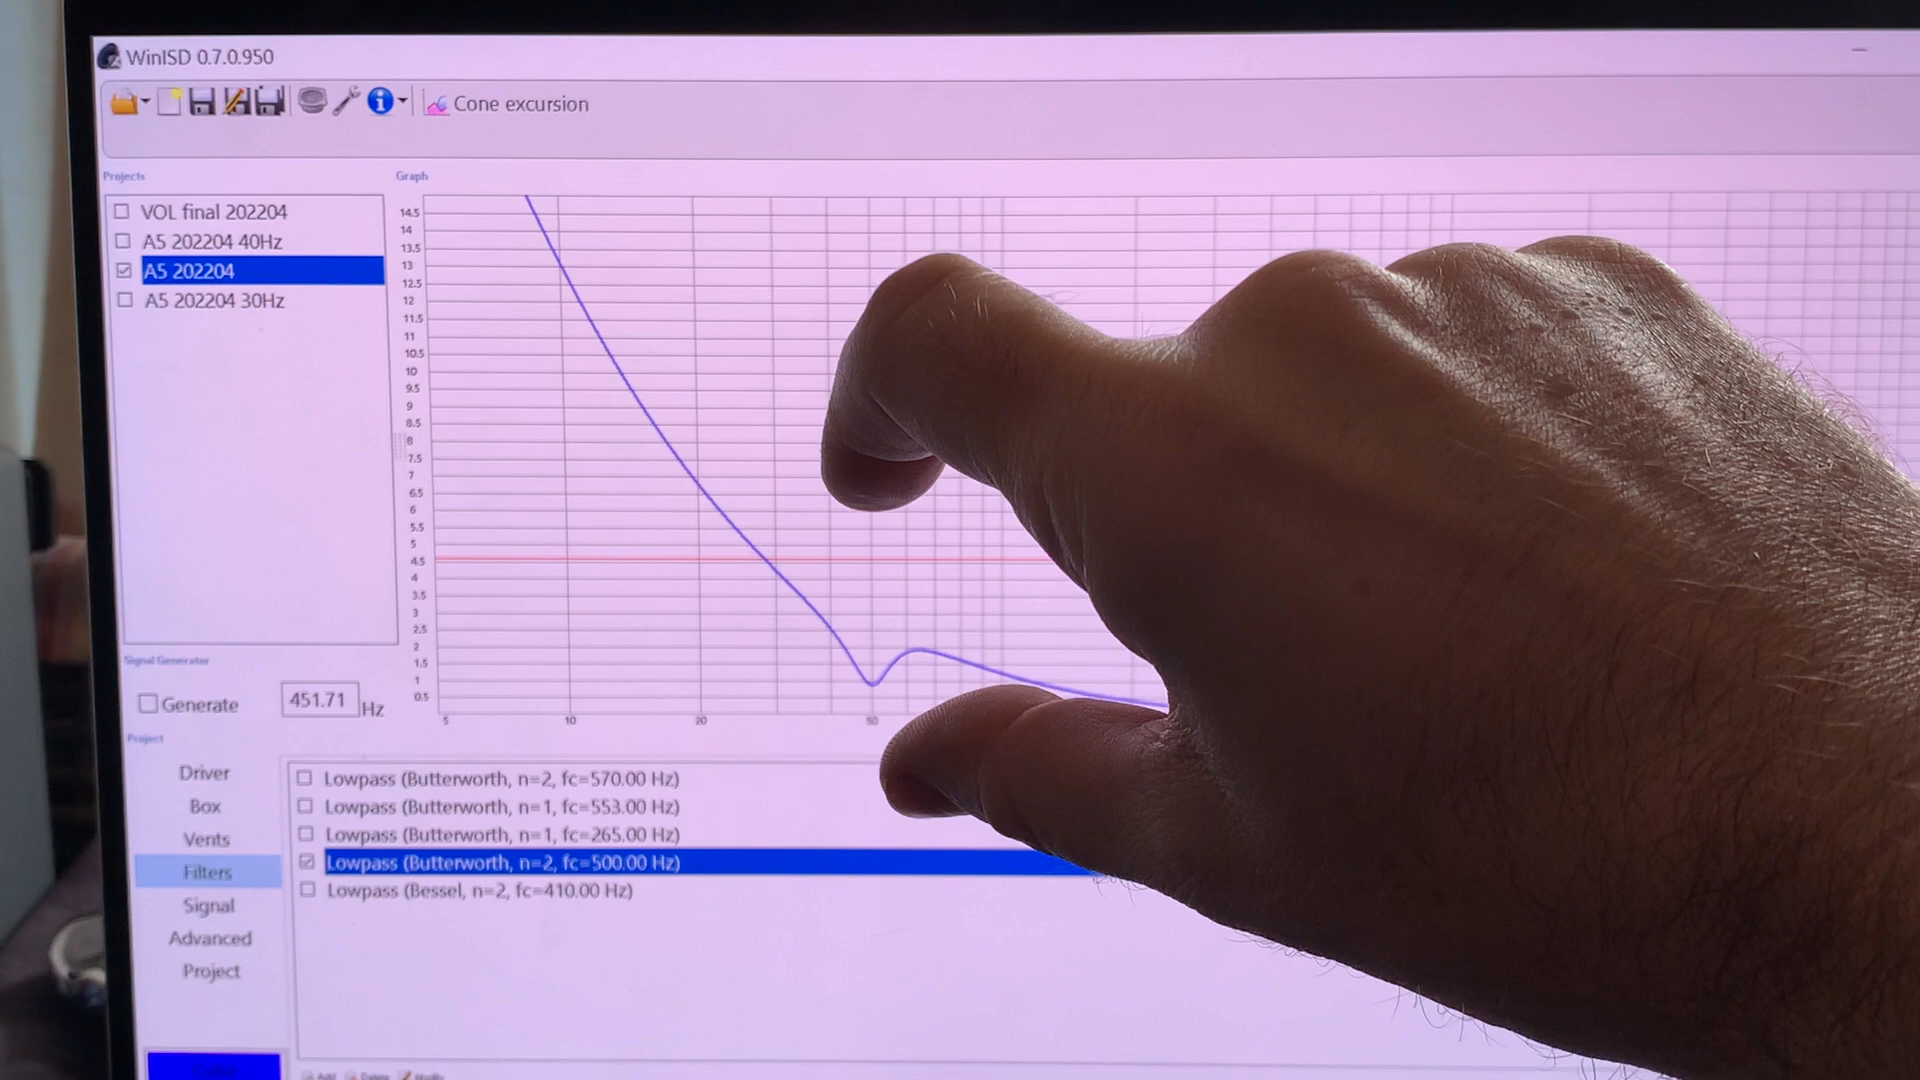 WinISD 0.7.0.950
Cone excursion
Projects
Graph
VOL final 202204
A5 202204 40Hz
A5 202204
A5 202204 30Hz
14.5
14
13.5
13
12.5
12
11.5
11
10.5
10
9.5
9
8.5
8
7.5
7
6.5
6
5.5
5
4.5
4
3.5
3
2.5
2
1.5
1
0.5
5 10 20 50
Signal Generator
Generate 451.71 Hz
Project
Driver
Box
Vents
Filters
Signal
Advanced
Project
Lowpass (Butterworth, n=2, fc=570.00 Hz)
Lowpass (Butterworth, n=1, fc=553.00 Hz)
Lowpass (Butterworth, n=1, fc=265.00 Hz)
Lowpass (Butterworth, n=2, fc=500.00 Hz)
Lowpass (Bessel, n=2, fc=410.00 Hz)
Color
Add Delete Modify